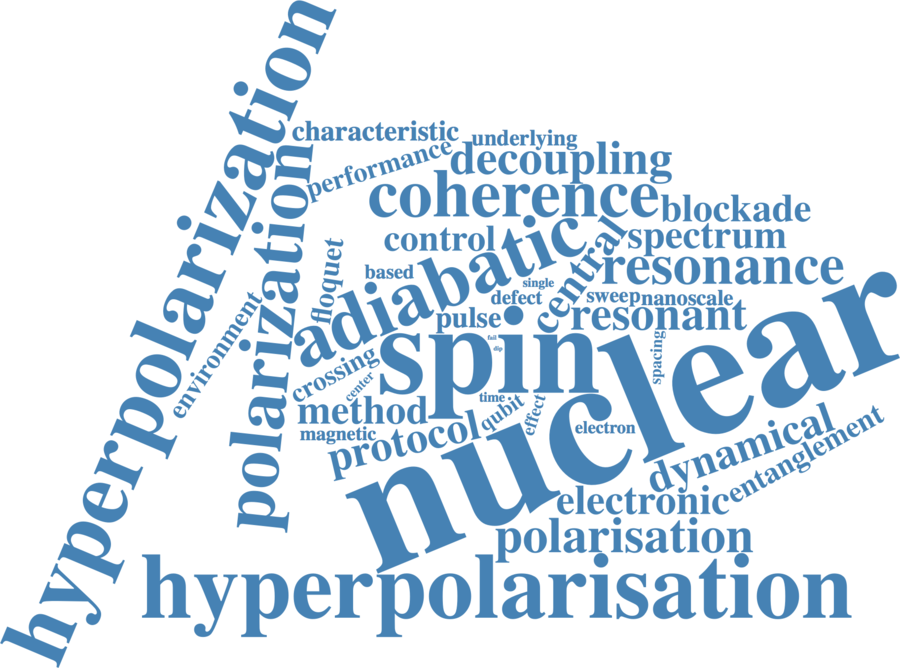 hyperpolarization
characteristic
underlying
performance
decoupling
polarization
coherence
blockade
control
adiabatic
central
spectrum
floquet
based
resonance
single
defect
sweep
nanoscale
environment
pulse
resonant
spin
fail
dip
spacing
nuclear
crossing
center
time
method
qubit
effect
electron
magnetic
protocol
dynamical
entanglement
electronic
polarisation
hyperpolarisation